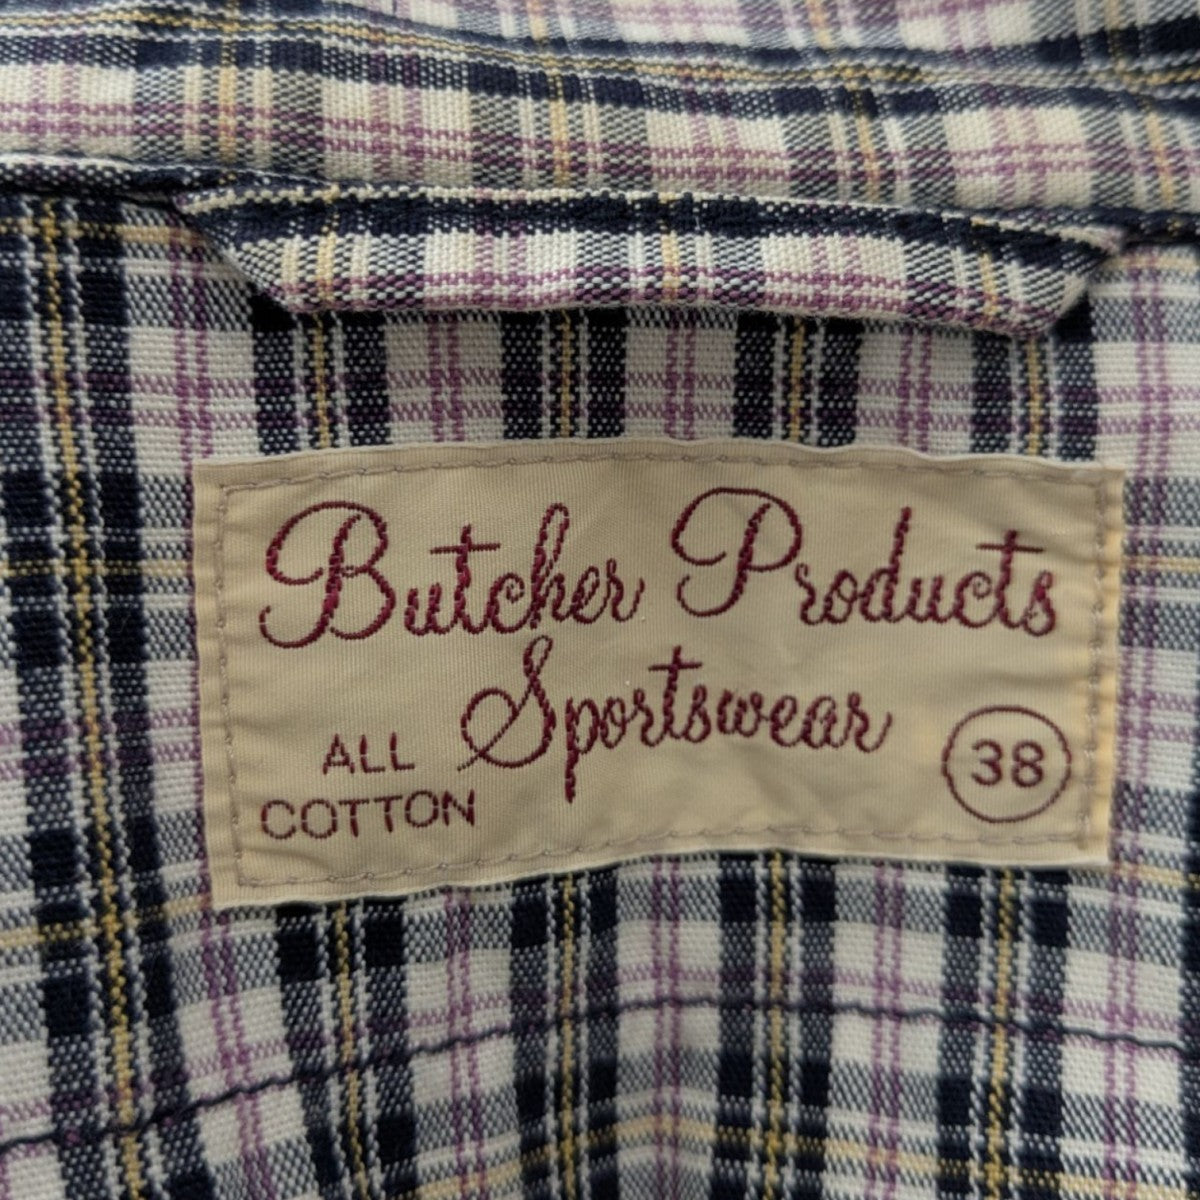 Butcher Products
Sportswear
ALL
COTTON
38